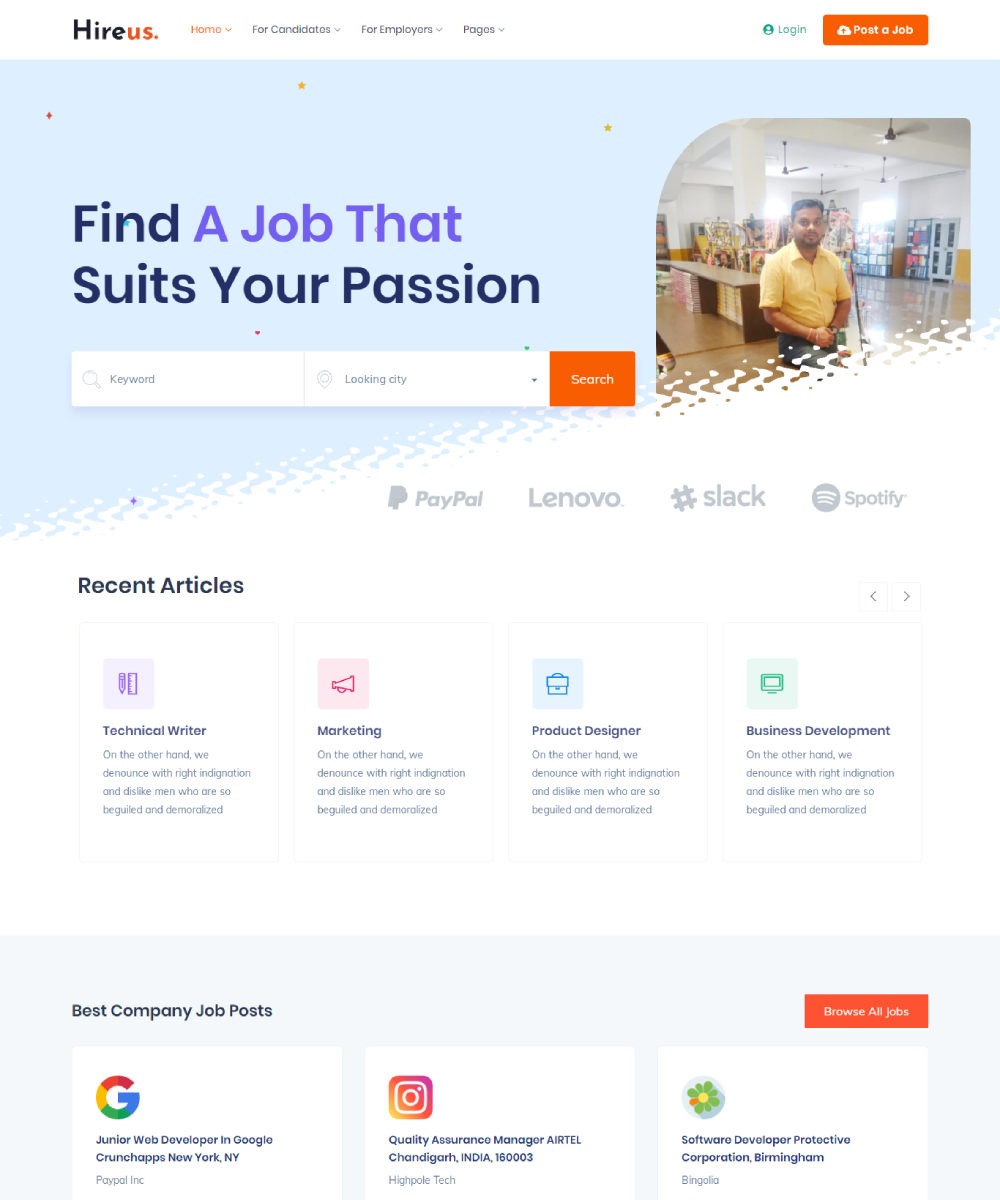 Hireus.
Home
For Candidates
For Employers
Pages
Login
Post a Job
Find A Job That
Suits Your Passion
Keyword
Looking city
Search
PayPal
Lenovo
slack
Spotify
Recent Articles
Technical Writer
On the other hand, we
denounce with right indignation
and dislike men who are so
beguiled and demoralized
Marketing
On the other hand, we
denounce with right indignation
and dislike men who are so
beguiled and demoralized
Product Designer
On the other hand, we
denounce with right indignation
and dislike men who are so
beguiled and demoralized
Business Development
On the other hand, we
denounce with right indignation
and dislike men who are so
beguiled and demoralized
Best Company Job Posts
Browse All Jobs
Junior Web Developer In Google
Crunchapps New York, NY
Paypal Inc
Quality Assurance Manager AIRTEL
Chandigarh, INDIA, 160003
Highpole Tech
Software Developer Protective
Corporation, Birmingham
Bingolia